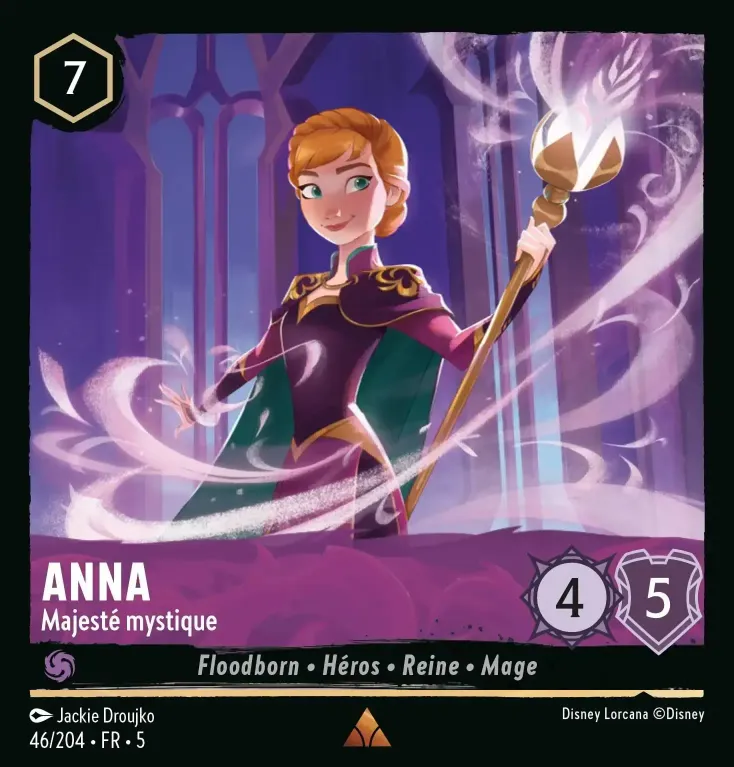 7
ANNA
Majesté mystique
4
5
Floodborn • Héros • Reine • Mage
Jackie Droujko
Disney Lorcana ©Disney
46/204 • FR • 5